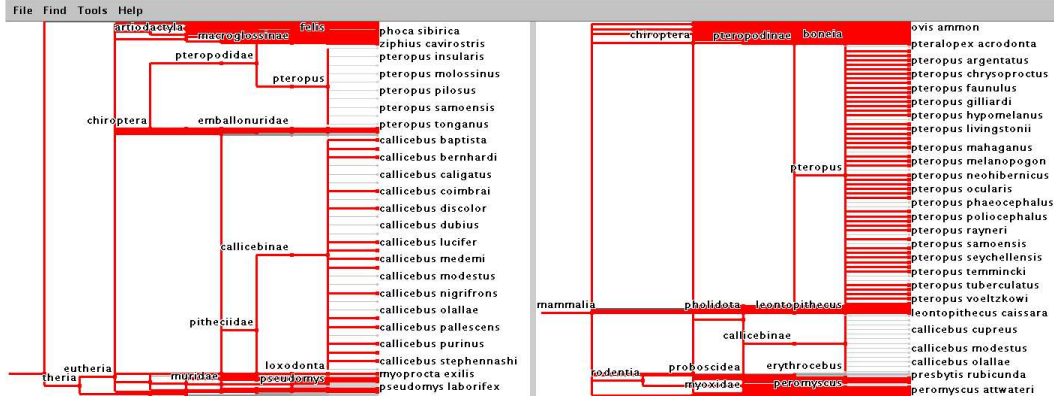 File Find Tools Help
artiodactyla
felis
phoca sibirica
macroglossinae
ziphius cavirostris
pteropodidae
pteropus insularis
pteropus molossinus
pteropus
pteropus pilosus
pteropus samoensis
chiroptera
emballonuridae
pteropus tonganus
callicebus baptista
callicebus bernhardi
callicebus caligatus
callicebus coimbrai
callicebus discolor
callicebus dubius
callicebinae
callicebus lucifer
callicebus medemi
callicebus modestus
callicebus nigrifrons
callicebus olallae
pitheciidae
callicebus pallescens
callicebus purinus
callicebus stephennashi
eutheria
loxodonta
theria
muridae
myoprocta exilis
pseudomys
pseudomys laborifex
ovis ammon
chiroptera
pteropodinae
boneia
pteralopex acrodonta
pteropus argentatus
pteropus chrysoproctus
pteropus faunulus
pteropus gilliardi
pteropus hypomelanus
pteropus livingstonii
pteropus mahaganus
pteropus melanopogon
pteropus
pteropus neohibernicus
pteropus ocularis
pteropus phaeocephalus
pteropus poliocephalus
pteropus rayneri
pteropus samoensis
pteropus seychellensis
pteropus temmincki
pteropus tuberculatus
pteropus voeltzkowi
mammalia
pholidota
leontopithecus
leontopithecus caissara
callicebus cupreus
callicebinae
callicebus modestus
callicebus olallae
proboscidea
erythrocebus
rodentia
presbytis rubicunda
myoxidae
peromyscus
peromyscus attwateri